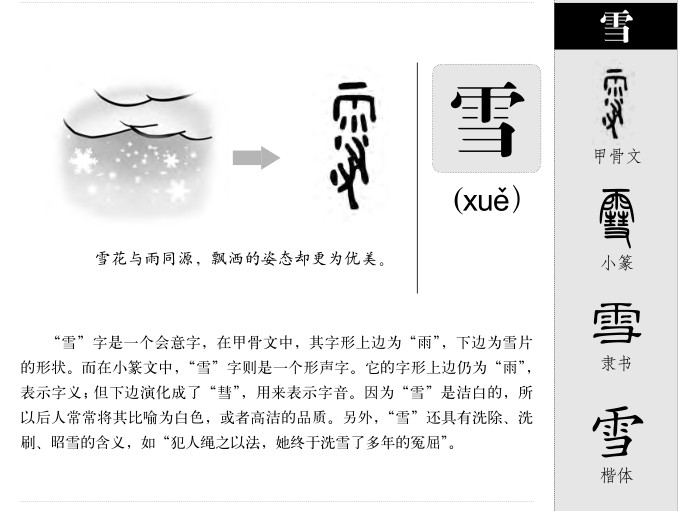 雪
(xuě)
雪花与雨同源，飘洒的姿态却更为优美。
“雪”字是一个会意字，在甲骨文中，其字形上边为“雨”，下边为雪片
的形状。而在小篆文中，“雪”字则是一个形声字。它的字形上边仍为“雨”，
表示字义；但下边演化成了“彗”，用来表示字音。因为“雪”是洁白的，所
以后人常常将其比喻为白色，或者高洁的品质。另外，“雪”还具有洗除、洗
刷、昭雪的含义，如“犯人绳之以法，她终于洗雪了多年的冤屈”。
雪
甲骨文
小篆
雪
隶书
雪
楷体